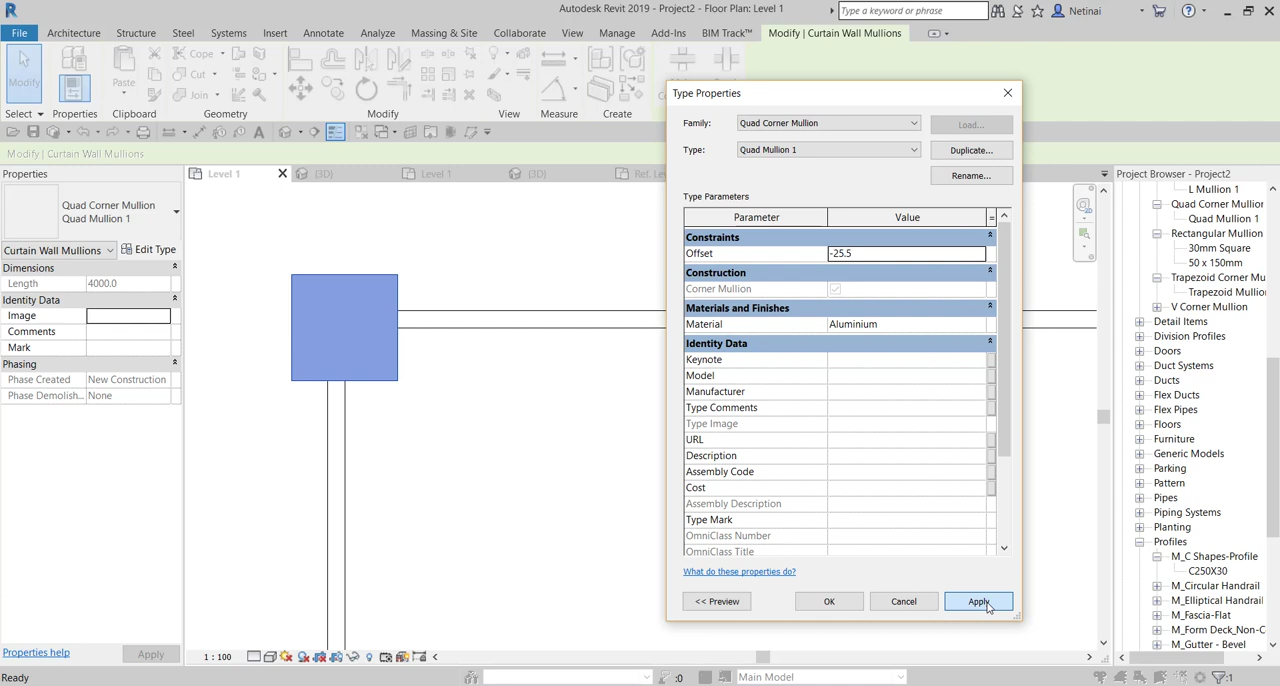 Autodesk Revit 2019 - Project2 - Floor Plan: Level 1
Type a keyword or phrase
Netinai
File Architecture Structure Steel Systems Insert Annotate Analyze Massing & Site Collaborate View Manage Add-Ins BIM Track™ Modify | Curtain Wall Mullions
Modify
Paste
Cope
Cut
Join
Select Properties Clipboard Geometry Modify View Measure Create
Modify | Curtain Wall Mullions
Properties
Level 1 (3D) Level 1 (3D)
Quad Corner Mullion
Quad Mullion 1
Curtain Wall Mullions Edit Type
Dimensions
Length 4000.0
Identity Data
Image
Comments
Mark
Phasing
Phase Created New Construction
Phase Demolish... None
Properties help Apply
Type Properties
Family: Quad Corner Mullion Load...
Type: Quad Mullion 1 Duplicate...
Rename...
Type Parameters
Parameter Value =
Constraints
Offset -25.5
Construction
Corner Mullion
Materials and Finishes
Material Aluminium
Identity Data
Keynote
Model
Manufacturer
Type Comments
Type Image
URL
Description
Assembly Code
Cost
Assembly Description
Type Mark
OmniClass Number
OmniClass Title
What do these properties do?
<< Preview OK Cancel Apply
Project Browser - Project2
L Mullion 1
Quad Corner Mullion
Quad Mullion 1
Rectangular Mullion
30mm Square
50 x 150mm
Trapezoid Corner Mu
Trapezoid Mullion
V Corner Mullion
Detail Items
Division Profiles
Doors
Duct Systems
Ducts
Flex Ducts
Flex Pipes
Floors
Furniture
Generic Models
Parking
Pattern
Pipes
Piping Systems
Planting
Profiles
M_C Shapes-Profile
C250X30
M_Circular Handrail
M_Elliptical Handrail
M_Fascia-Flat
M_Form Deck_Non-C
M_Gutter - Bevel
1 : 100
Ready :0 Main Model :1